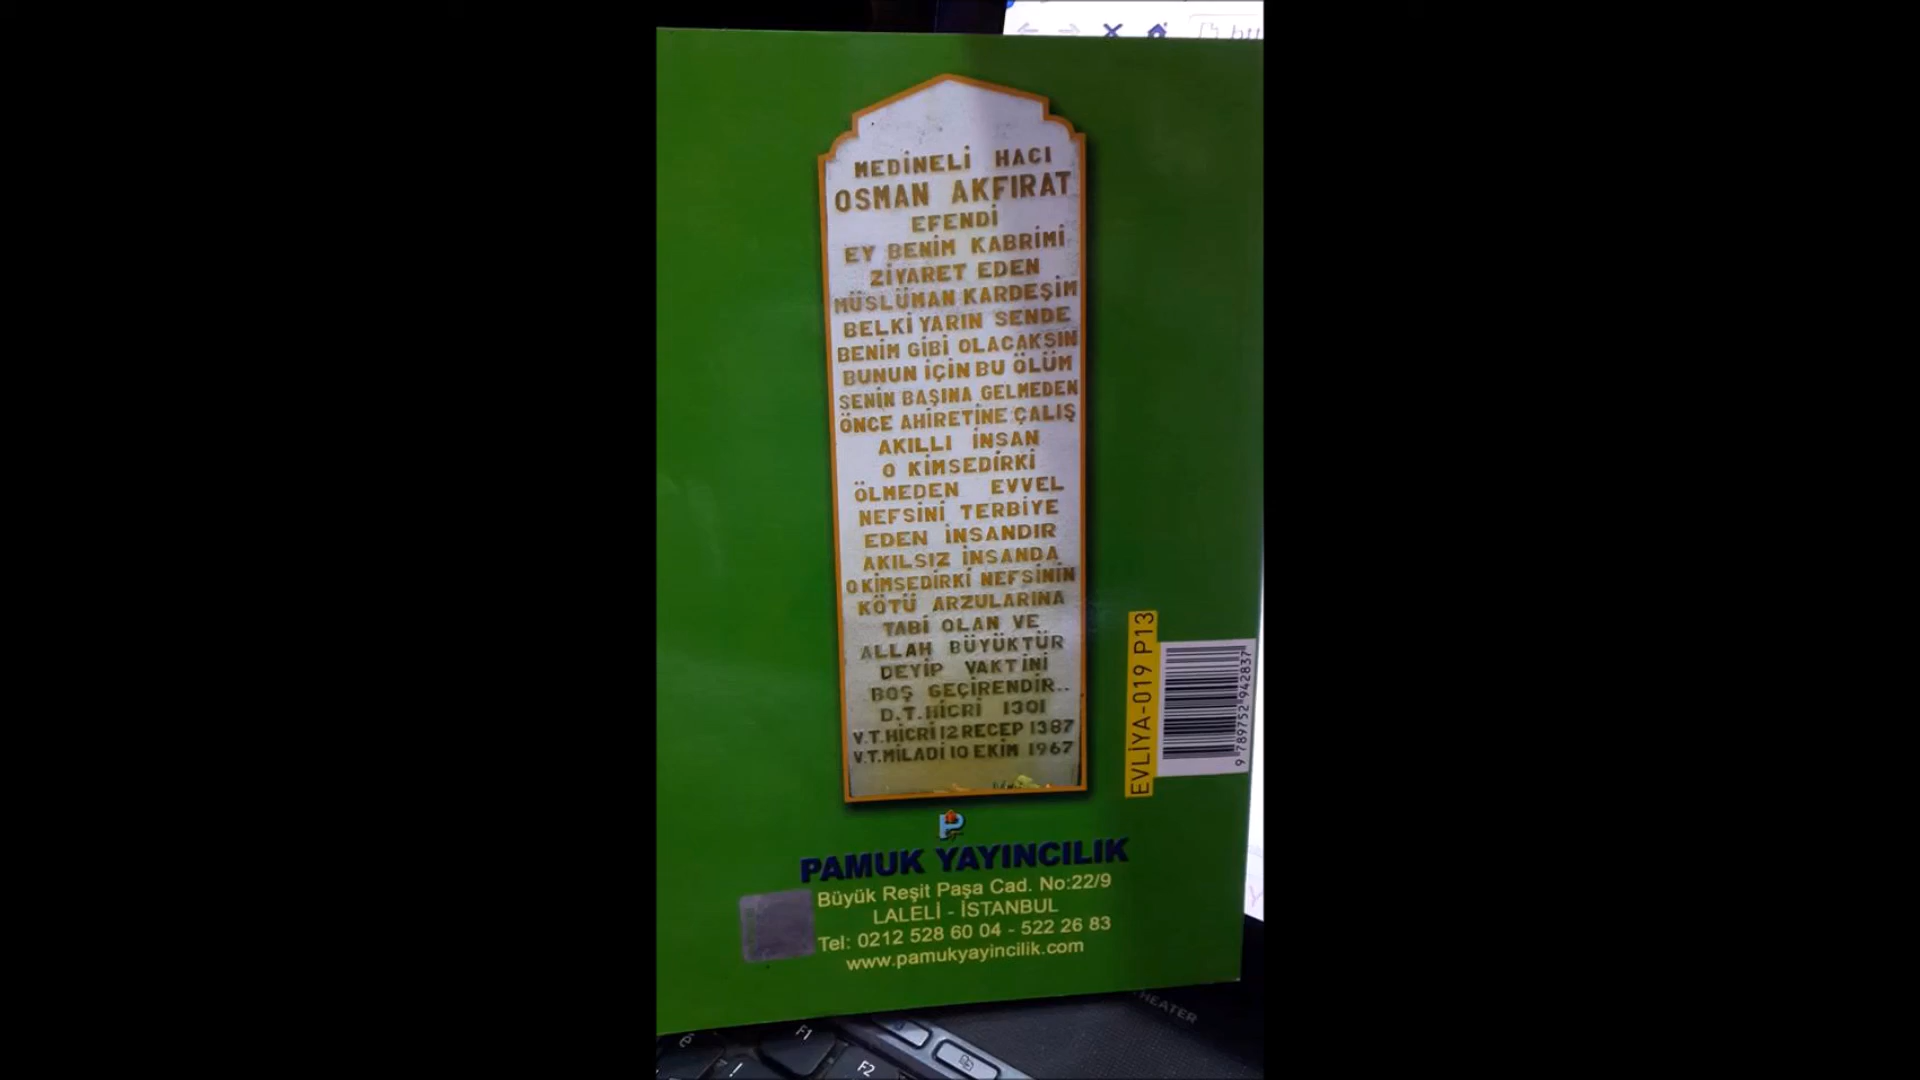 MEDİNELİ HACI
OSMAN AKFIRAT
EFENDİ
EY BENİM KABRİMİ
ZİYARET EDEN
MÜSLÜMAN KARDEŞİM
BELKİ YARIN SENDE
BENİM GİBİ OLACAKSIN
BUNUN İÇİN BU ÖLÜM
SENİN BAŞINA GELMEDEN
ÖNCE AHİRETİNE ÇALIŞ
AKILLI İNSAN
O KİMSEDİRKİ
ÖLMEDEN EVVEL
NEFSİNİ TERBİYE
EDEN İNSANDIR
AKILSIZ İNSANDA
O KİMSEDİRKİ NEFSİNİN
KÖTÜ ARZULARINA
TABİ OLAN VE
ALLAH BÜYÜKTÜR
DEYİP VAKTİNİ
BOŞ GEÇİRENDİR..
D.T.HİCRİ 1301
V.T.HİCRİ 12 RECEP 1387
V.T.MİLADİ 10 EKİM 1967
EVLİYA-019 P13
9 789752 942837
PAMUK YAYINCILIK
Büyük Reşit Paşa Cad. No:22/9
LALELİ - İSTANBUL
Tel: 0212 528 60 04 - 522 26 83
www.pamukyayincilik.com
HEATER
F1
F2
é
!